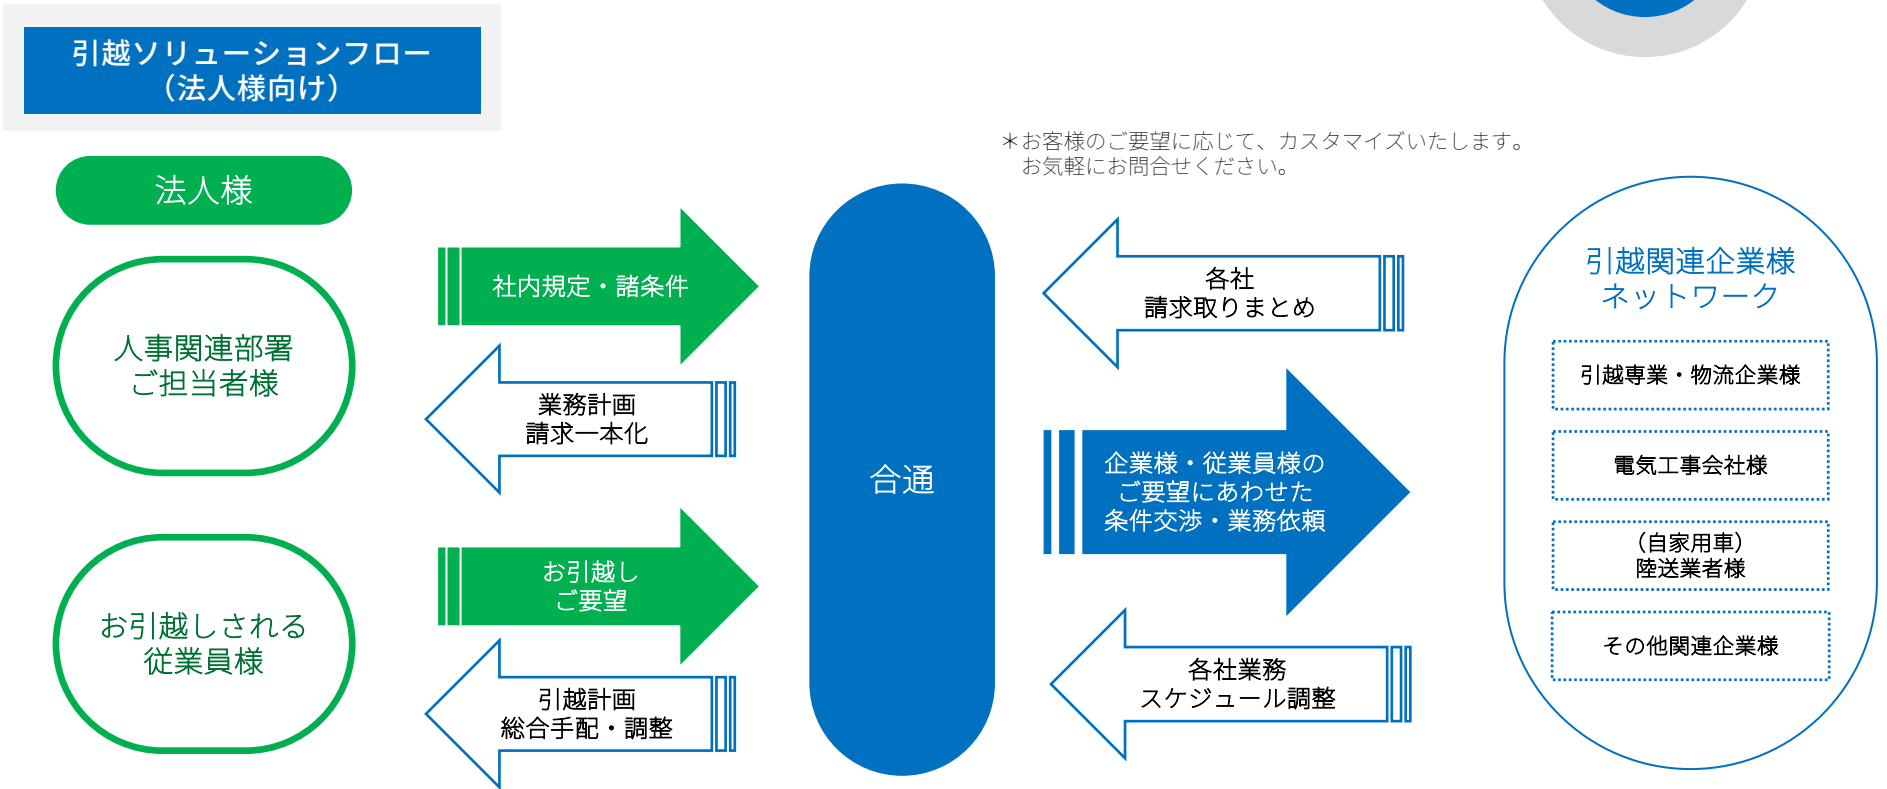 引越ソリューションフロー
（法人様向け）
＊お客様のご要望に応じて、カスタマイズいたします。
お気軽にお問合せください。
法人様
人事関連部署
ご担当者様
お引越しされる
従業員様
社内規定・諸条件
業務計画
請求一本化
お引越し
ご要望
引越計画
総合手配・調整
合通
各社
請求取りまとめ
企業様・従業員様の
ご要望にあわせた
条件交渉・業務依頼
各社業務
スケジュール調整
引越関連企業様
ネットワーク
引越専業・物流企業様
電気工事会社様
（自家用車）
陸送業者様
その他関連企業様